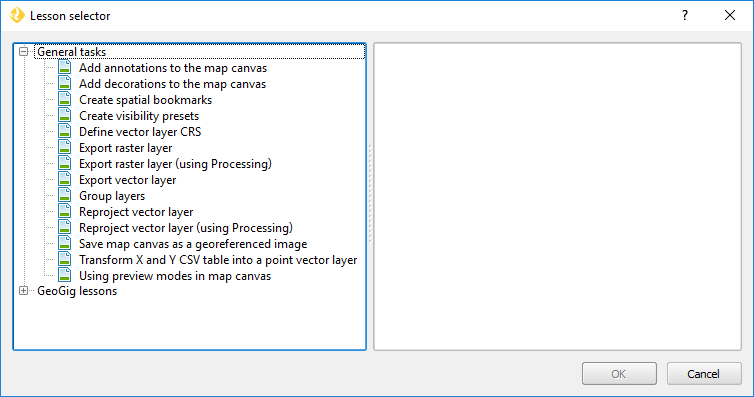 Lesson selector
?
General tasks
Add annotations to the map canvas
Add decorations to the map canvas
Create spatial bookmarks
Create visibility presets
Define vector layer CRS
Export raster layer
Export raster layer (using Processing)
Export vector layer
Group layers
Reproject vector layer
Reproject vector layer (using Processing)
Save map canvas as a georeferenced image
Transform X and Y CSV table into a point vector layer
Using preview modes in map canvas
GeoGig lessons
OK
Cancel